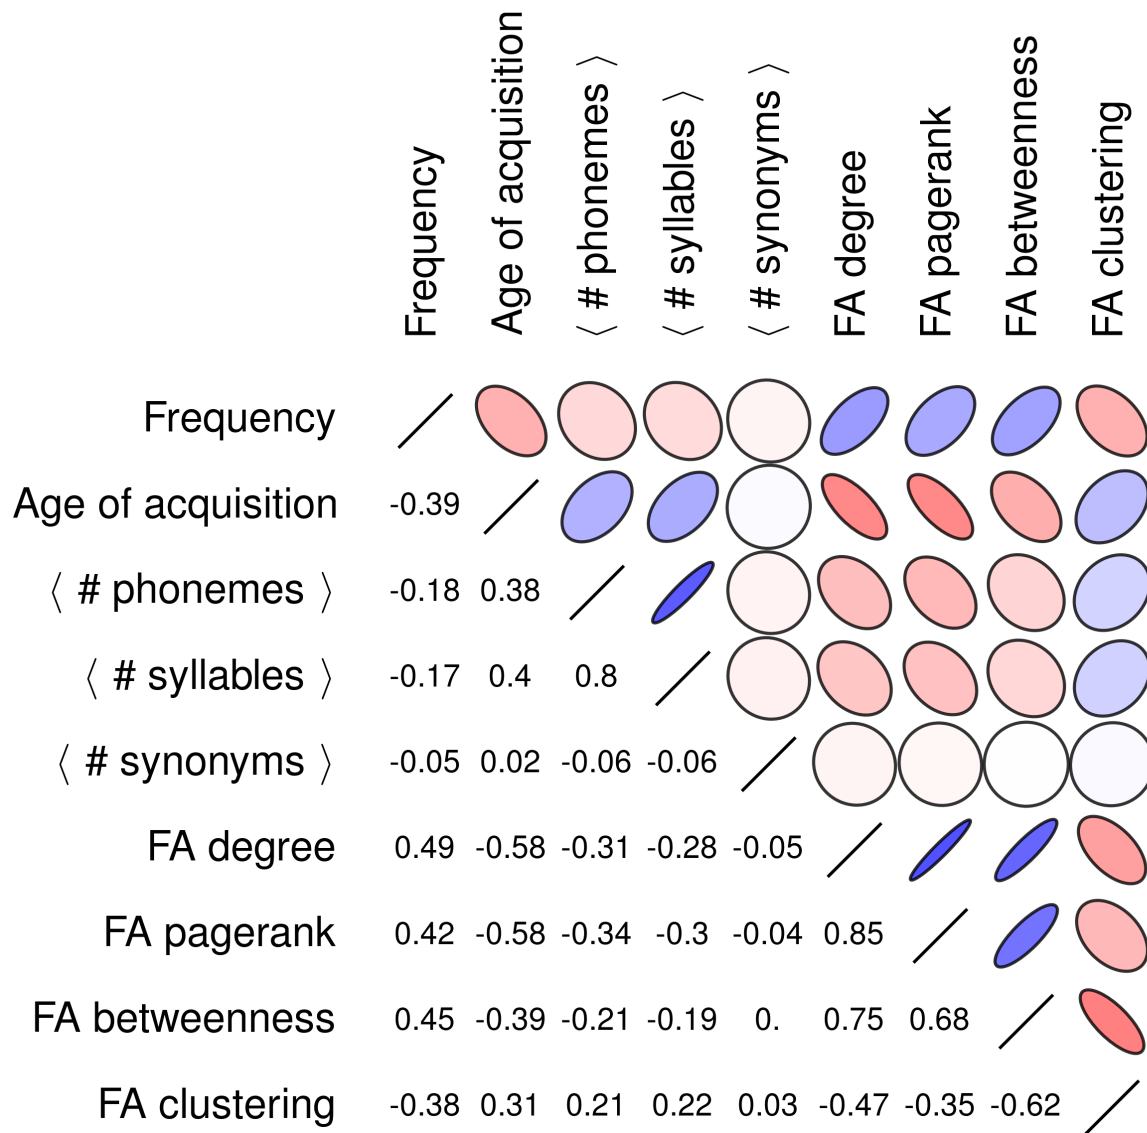 Frequency
Age of acquisition
〈 # phonemes 〉
〈 # syllables 〉
〈 # synonyms 〉
FA degree
FA pagerank
FA betweenness
FA clustering
Frequency
Age of acquisition -0.39
〈 # phonemes 〉 -0.18 0.38
〈 # syllables 〉 -0.17 0.4 0.8
〈 # synonyms 〉 -0.05 0.02 -0.06 -0.06
FA degree 0.49 -0.58 -0.31 -0.28 -0.05
FA pagerank 0.42 -0.58 -0.34 -0.3 -0.04 0.85
FA betweenness 0.45 -0.39 -0.21 -0.19 0. 0.75 0.68
FA clustering -0.38 0.31 0.21 0.22 0.03 -0.47 -0.35 -0.62